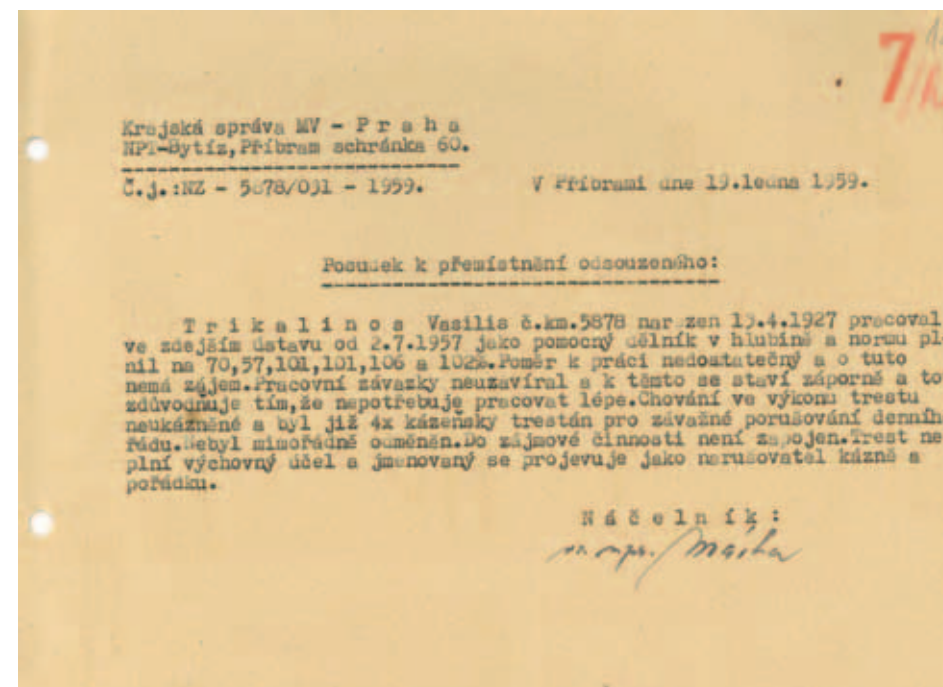 7
Krajská správa MV - P r a h a
NPT-Bytíz, Příbram schránka 60.
Č.j.:NZ - 5878/091 - 1959.
V Příbrami dne 19.ledna 1959.
Posudek k přemístnění odsouzeného:
T r i k a l i n o s Vasilis č.km.5878 narozen 13.4.1927 pracoval
ve zdejším ústavu od 2.7.1957 jako pomocný dělník v hlubině a normu pl
nil na 70,57,101,101,106 a 102%.Poměr k práci nedostatečný a o tuto
nemá zájem.Pracovní závazky neuzavíral a k těmto se staví záporně a to
zdůvodňuje tím,že nepotřebuje pracovat lépe.Chování ve výkonu trestu
neukázněné a byl již 4x kázeňsky trestán pro závažné porušování denníh
řádu.Nebyl mimořádně odměněn.Do zájmové činnosti není zapojen.Trest ne
plní výchovný účel a jmenovaný se projevuje jako narušovatel kázně a
pořádku.
N á č e l n í k :